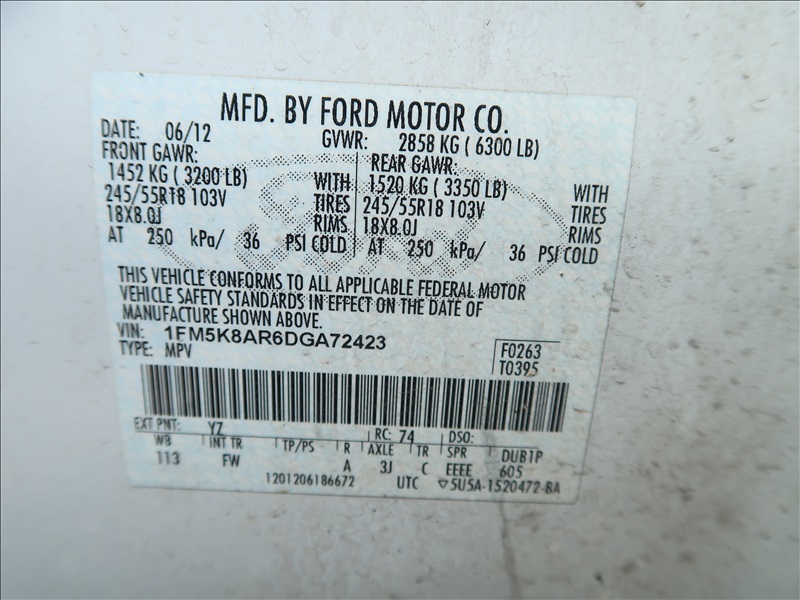 MFD. BY FORD MOTOR CO.
DATE: 06/12 GVWR: 2858 KG ( 6300 LB)
FRONT GAWR: REAR GAWR:
1452 KG ( 3200 LB) WITH 1520 KG ( 3350 LB) WITH
245/55R18 103V TIRES 245/55R18 103V TIRES
18X8.0J RIMS 18X8.0J RIMS
AT 250 kPa/ 36 PSI COLD AT 250 kPa/ 36 PSI COLD
THIS VEHICLE CONFORMS TO ALL APPLICABLE FEDERAL MOTOR
VEHICLE SAFETY STANDARDS IN EFFECT ON THE DATE OF
MANUFACTURE SHOWN ABOVE.
VIN: 1FM5K8AR6DGA72423
TYPE: MPV
F0263
T0395
EXT PNT: YZ RC: 74 DSO:
WB INT TR TP/PS R AXLE TR SPR DUB1P
113 FW A 3J C EEEE 605
1201206186672 UTC ▽5U5A-1520472-BA